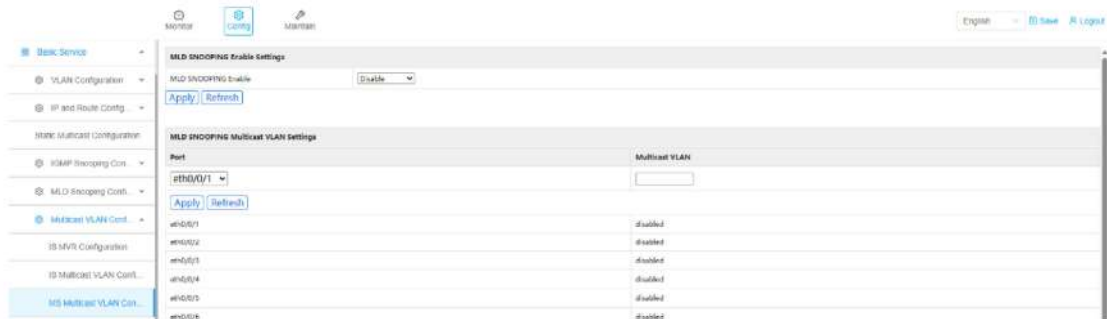 Monitor Config Maintain English Save Logout
Basic Service
VLAN Configuration
IP and Route Config...
Static Multicast Configuration
IGMP Snooping Con...
MLD Snooping Confi...
Multicast VLAN Conf...
IS MVR Configuration
IS Multicast VLAN Confi...
MS Multicast VLAN Con...
MLD SNOOPING Enable Settings
MLD SNOOPING Enable Disable
Apply Refresh
MLD SNOOPING Multicast VLAN Settings
Port Multicast VLAN
eth0/0/1
Apply Refresh
eth0/0/1 disabled
eth0/0/2 disabled
eth0/0/3 disabled
eth0/0/4 disabled
eth0/0/5 disabled
eth0/0/6 disabled